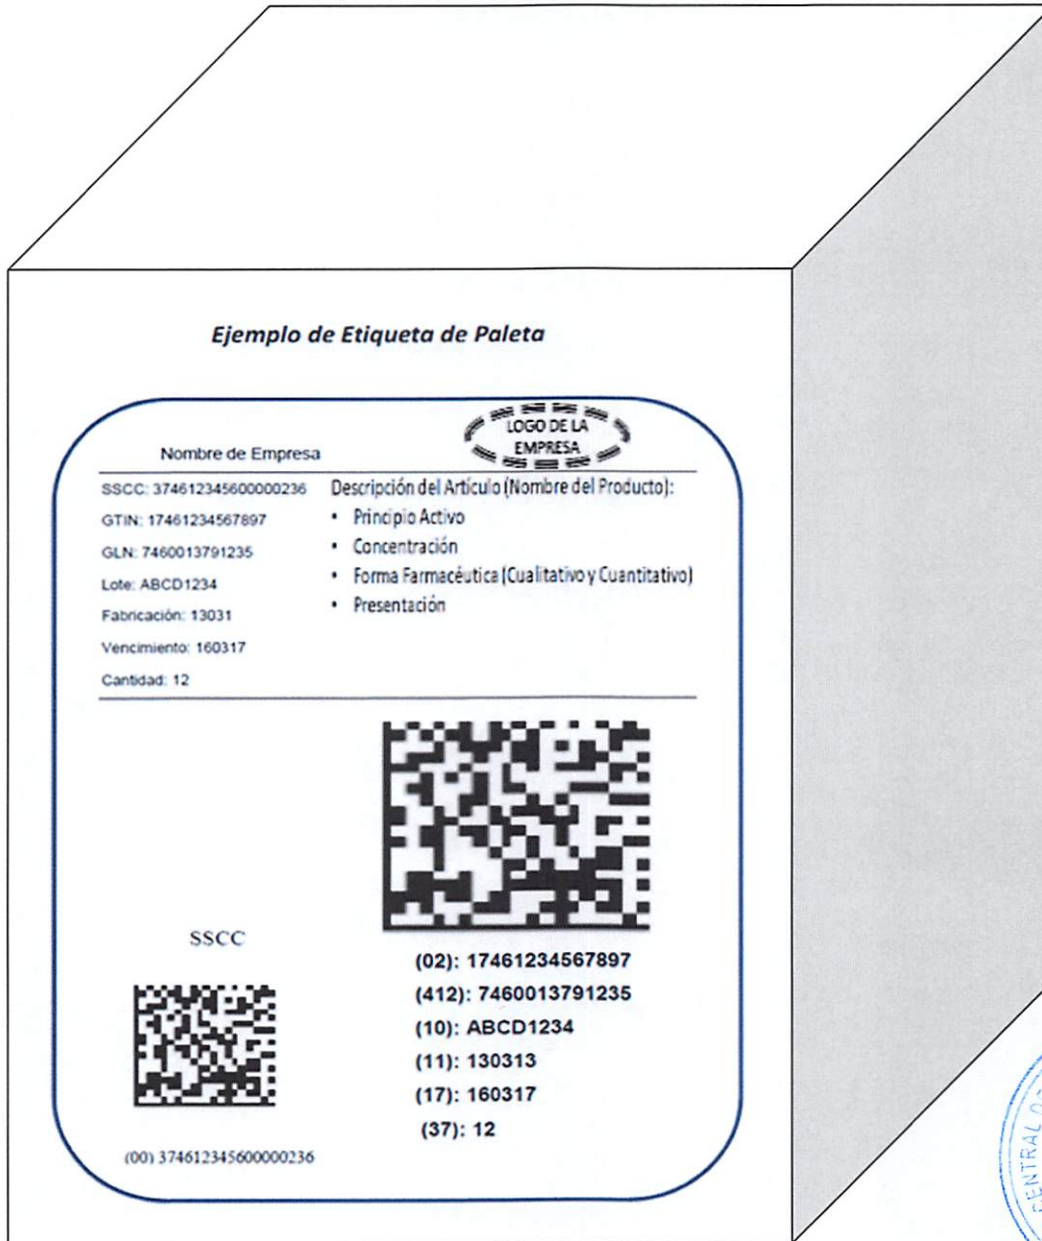 Ejemplo de Etiqueta de Paleta
LOGO DE LA
EMPRESA
Nombre de Empresa
SSCC: 374612345600000236
GTIN: 17461234567897
GLN: 7460013791235
Lote: ABCD1234
Fabricación: 13031
Vencimiento: 160317
Cantidad: 12
Descripción del Artículo (Nombre del Producto):
• Principio Activo
• Concentración
• Forma Farmacéutica (Cualitativo y Cuantitativo)
• Presentación
SSCC
(00) 374612345600000236
(02): 17461234567897
(412): 7460013791235
(10): ABCD1234
(11): 130313
(17): 160317
(37): 12
CENTRAL